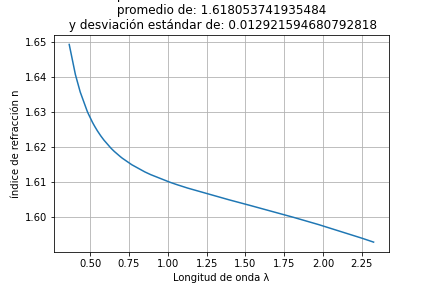 promedio de: 1.618053741935484
y desviación estándar de: 0.012921594680792818
1.65
1.64
1.63
1.62
1.61
1.60
índice de refracción n
0.50 0.75 1.00 1.25 1.50 1.75 2.00 2.25
Longitud de onda λ